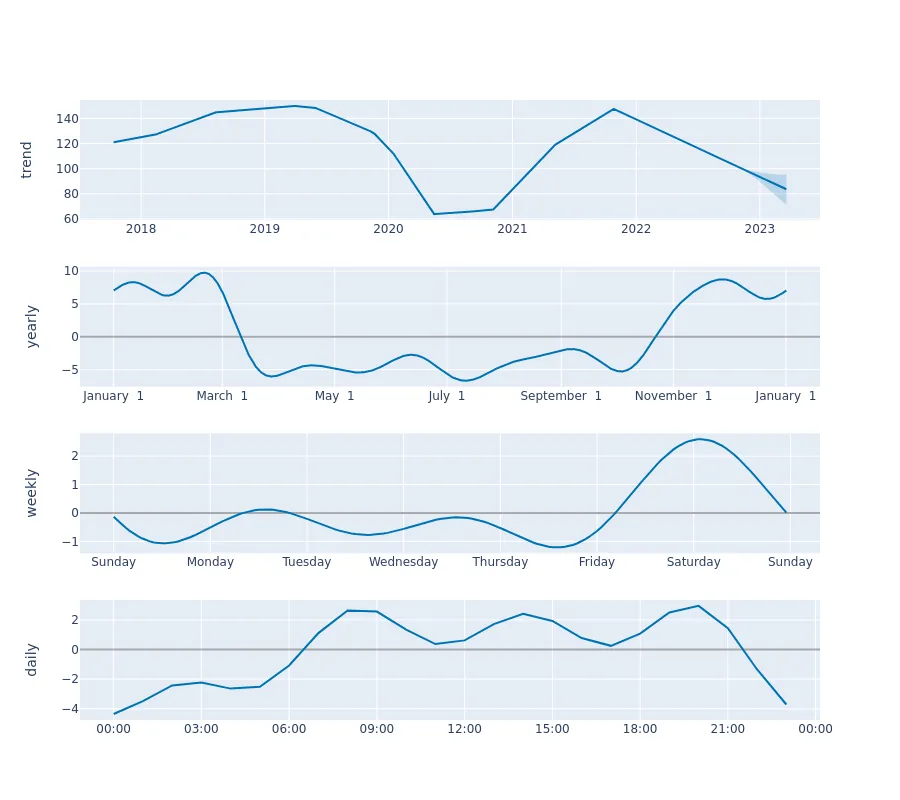 trend
140
120
100
80
60
2018 2019 2020 2021 2022 2023
yearly
10
5
0
−5
January 1 March 1 May 1 July 1 September 1 November 1 January 1
weekly
2
1
0
−1
Sunday Monday Tuesday Wednesday Thursday Friday Saturday Sunday
daily
2
0
−2
−4
00:00 03:00 06:00 09:00 12:00 15:00 18:00 21:00 00:00